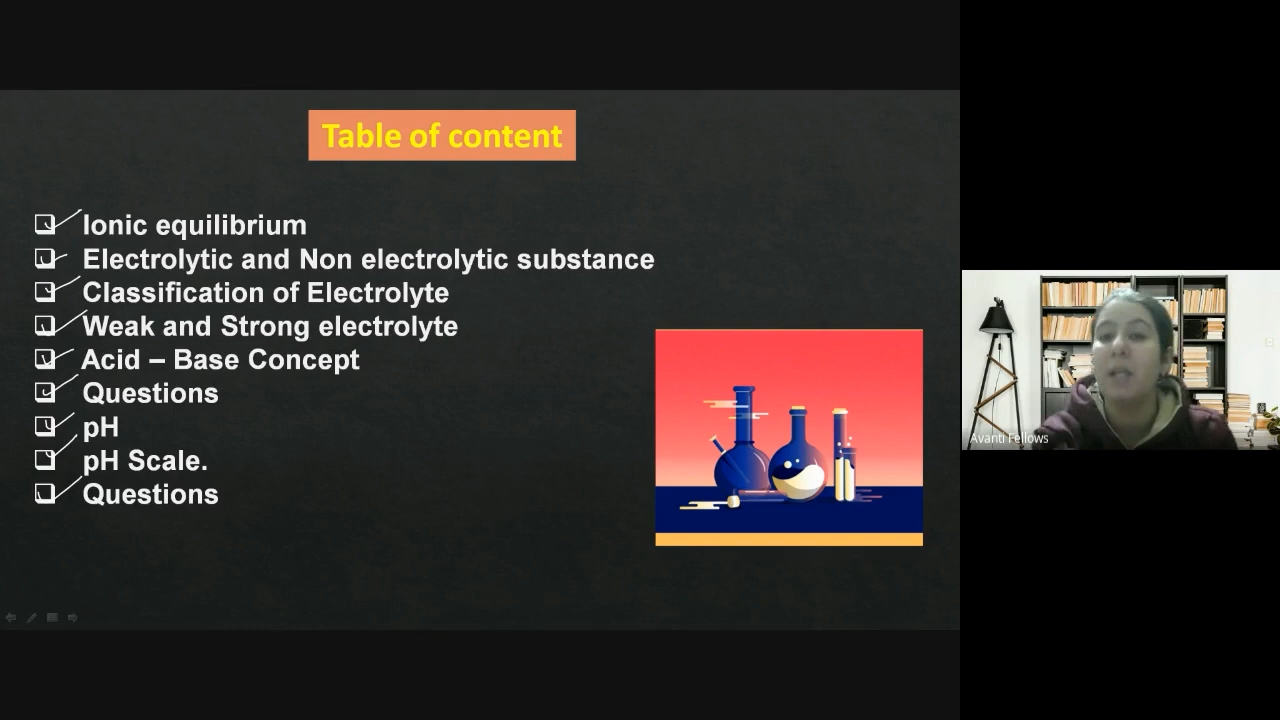 Table of content
Ionic equilibrium
Electrolytic and Non electrolytic substance
Classification of Electrolyte
Weak and Strong electrolyte
Acid – Base Concept
Questions
pH
pH Scale.
Questions
Avanti Fellows